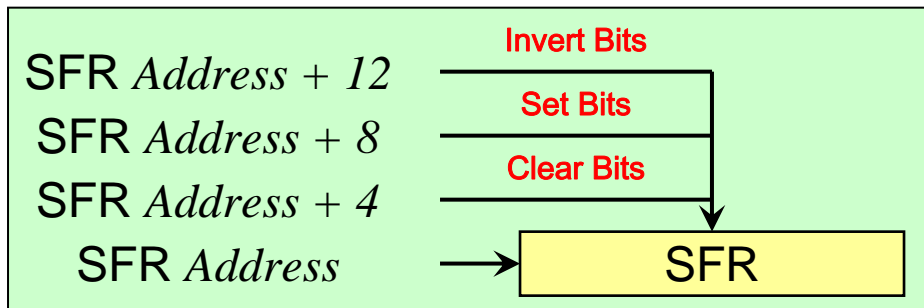 Invert Bits
SFR Address + 12
Set Bits
SFR Address + 8
Clear Bits
SFR Address + 4
SFR Address
SFR